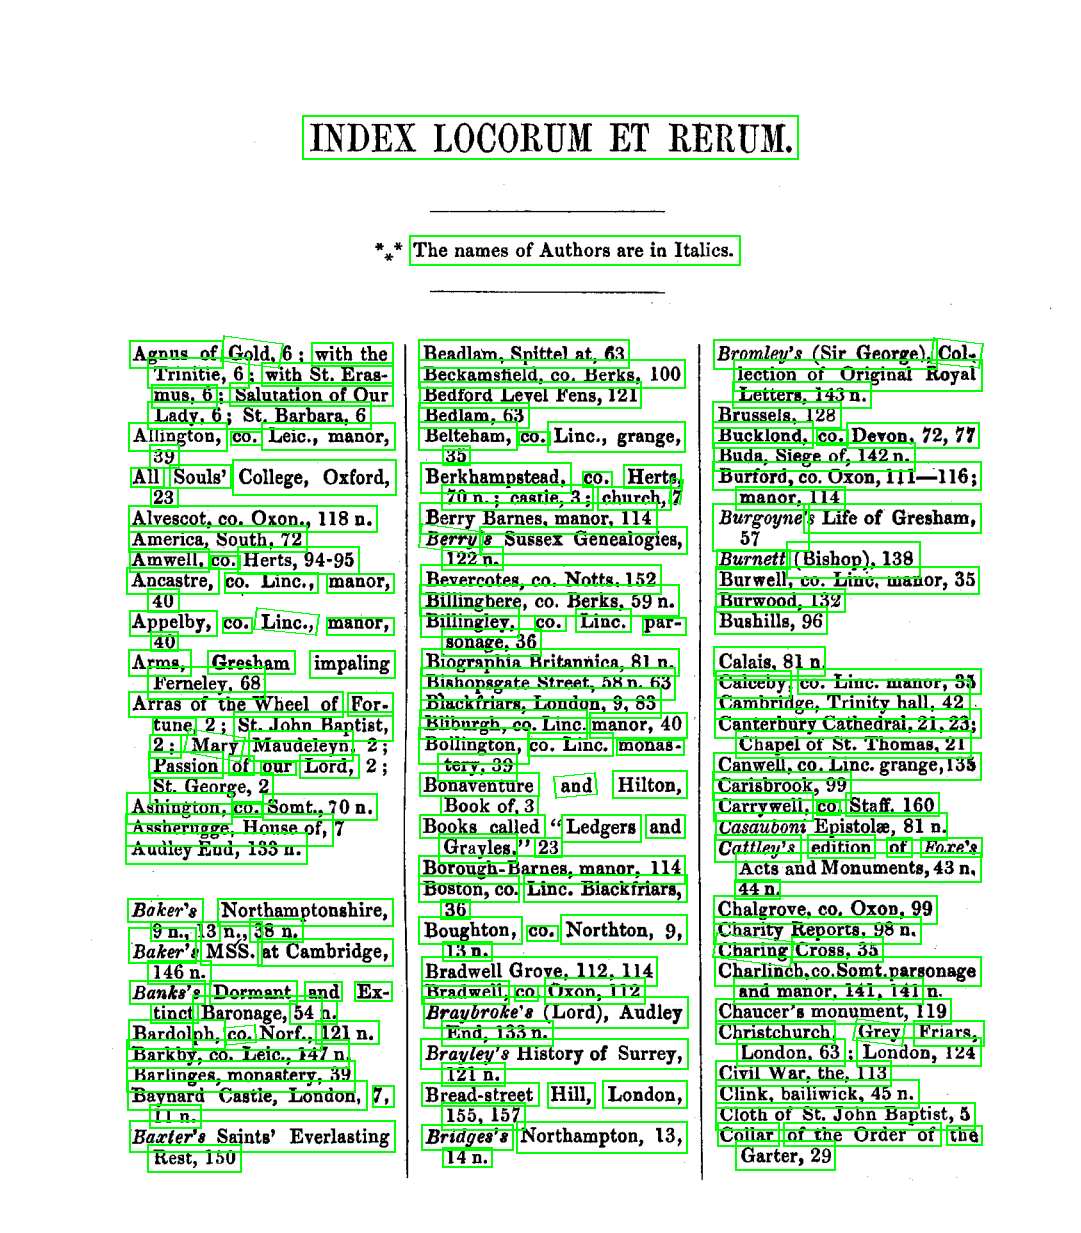 INDEX LOCORUM ET RERUM.
*** The names of Authors are in Italics.
Agnus of Gold, 6; with the
Trinitie, 6; with St. Eras-
mus, 6; Salutation of Our
Lady, 6; St. Barbara, 6
Allington, co. Leic., manor,
39
All Souls' College, Oxford,
23
Alvescot, co. Oxon., 118 n.
America, South, 72
Amwell, co. Herts, 94-95
Ancastre, co. Linc., manor,
40
Appelby, co. Linc., manor,
40
Arms, Gresham impaling
Ferneley, 68
Arras of the Wheel of For-
tune, 2; St. John Baptist,
2; Mary Maudeleyn, 2;
Passion of our Lord, 2;
St. George, 2
Ashington, co. Somt., 70 n.
Assherugge, House of, 7
Audley End, 133 n.
Baker's Northamptonshire,
9 n., 13 n., 38 n.
Baker's MSS. at Cambridge,
146 n.
Banks's Dormant and Ex-
tinct Baronage, 54 n.
Bardolph, co. Norf., 121 n.
Barkby, co. Leic., 147 n.
Barlinges, monastery, 39
Baynard Castle, London, 7,
11 n.
Baxter's Saints' Everlasting
Rest, 150
Beadlam, Spittel at, 63
Beckamsfield, co. Berks, 100
Bedford Level Fens, 121
Bedlam, 63
Belteham, co. Linc., grange,
35
Berkhampstead, co. Herts,
70 n.; castle, 3; church, 7
Berry Barnes, manor, 114
Berry's Sussex Genealogies,
122 n.
Bevercotes, co. Notts, 152
Billingbere, co. Berks, 59 n.
Billingley, co. Linc. par-
sonage, 36
Biographia Britannica, 81 n.
Bishopsgate Street, 58 n. 63
Blackfriars, London, 9, 83
Bliburgh, co. Linc. manor, 40
Bollington, co. Linc. monas-
tery, 39
Bonaventure and Hilton,
Book of, 3
Books called "Ledgers and
Grayles," 23
Borough-Barnes, manor, 114
Boston, co. Linc. Blackfriars,
36
Boughton, co. Northton, 9,
13 n.
Bradwell Grove, 112, 114
Bradwell, co. Oxon, 112
Braybroke's (Lord), Audley
End, 133 n.
Brayley's History of Surrey,
121 n.
Bread-street Hill, London,
155, 157
Bridges's Northampton, 13,
14 n.
Bromley's (Sir George), Col-
lection of Original Royal
Letters, 143 n.
Brussels, 128
Bucklond, co. Devon, 72, 77
Buda, Siege of, 142 n.
Burford, co. Oxon, 111—116;
manor, 114
Burgoyne's Life of Gresham,
57
Burnett (Bishop), 138
Burwell, co. Linc. manor, 35
Burwood, 132
Bushills, 96
Calais, 81 n.
Calceby, co. Linc. manor, 35
Cambridge, Trinity hall, 42
Canterbury Cathedral, 21, 23;
Chapel of St. Thomas, 21
Canwell, co. Linc. grange, 135
Carisbrook, 99
Carrywell, co. Staff. 160
Casauboni Epistolæ, 81 n.
Cattley's edition of Foxe's
Acts and Monuments, 43 n,
44 n.
Chalgrove, co. Oxon, 99
Charity Reports, 98 n.
Charing Cross, 35
Charlinch, co. Somt. parsonage
and manor, 141, 141 n.
Chaucer's monument, 119
Christchurch Grey Friars,
London, 63; London, 124
Civil War, the, 113
Clink, bailiwick, 45 n.
Cloth of St. John Baptist, 5
Collar of the Order of the
Garter, 29